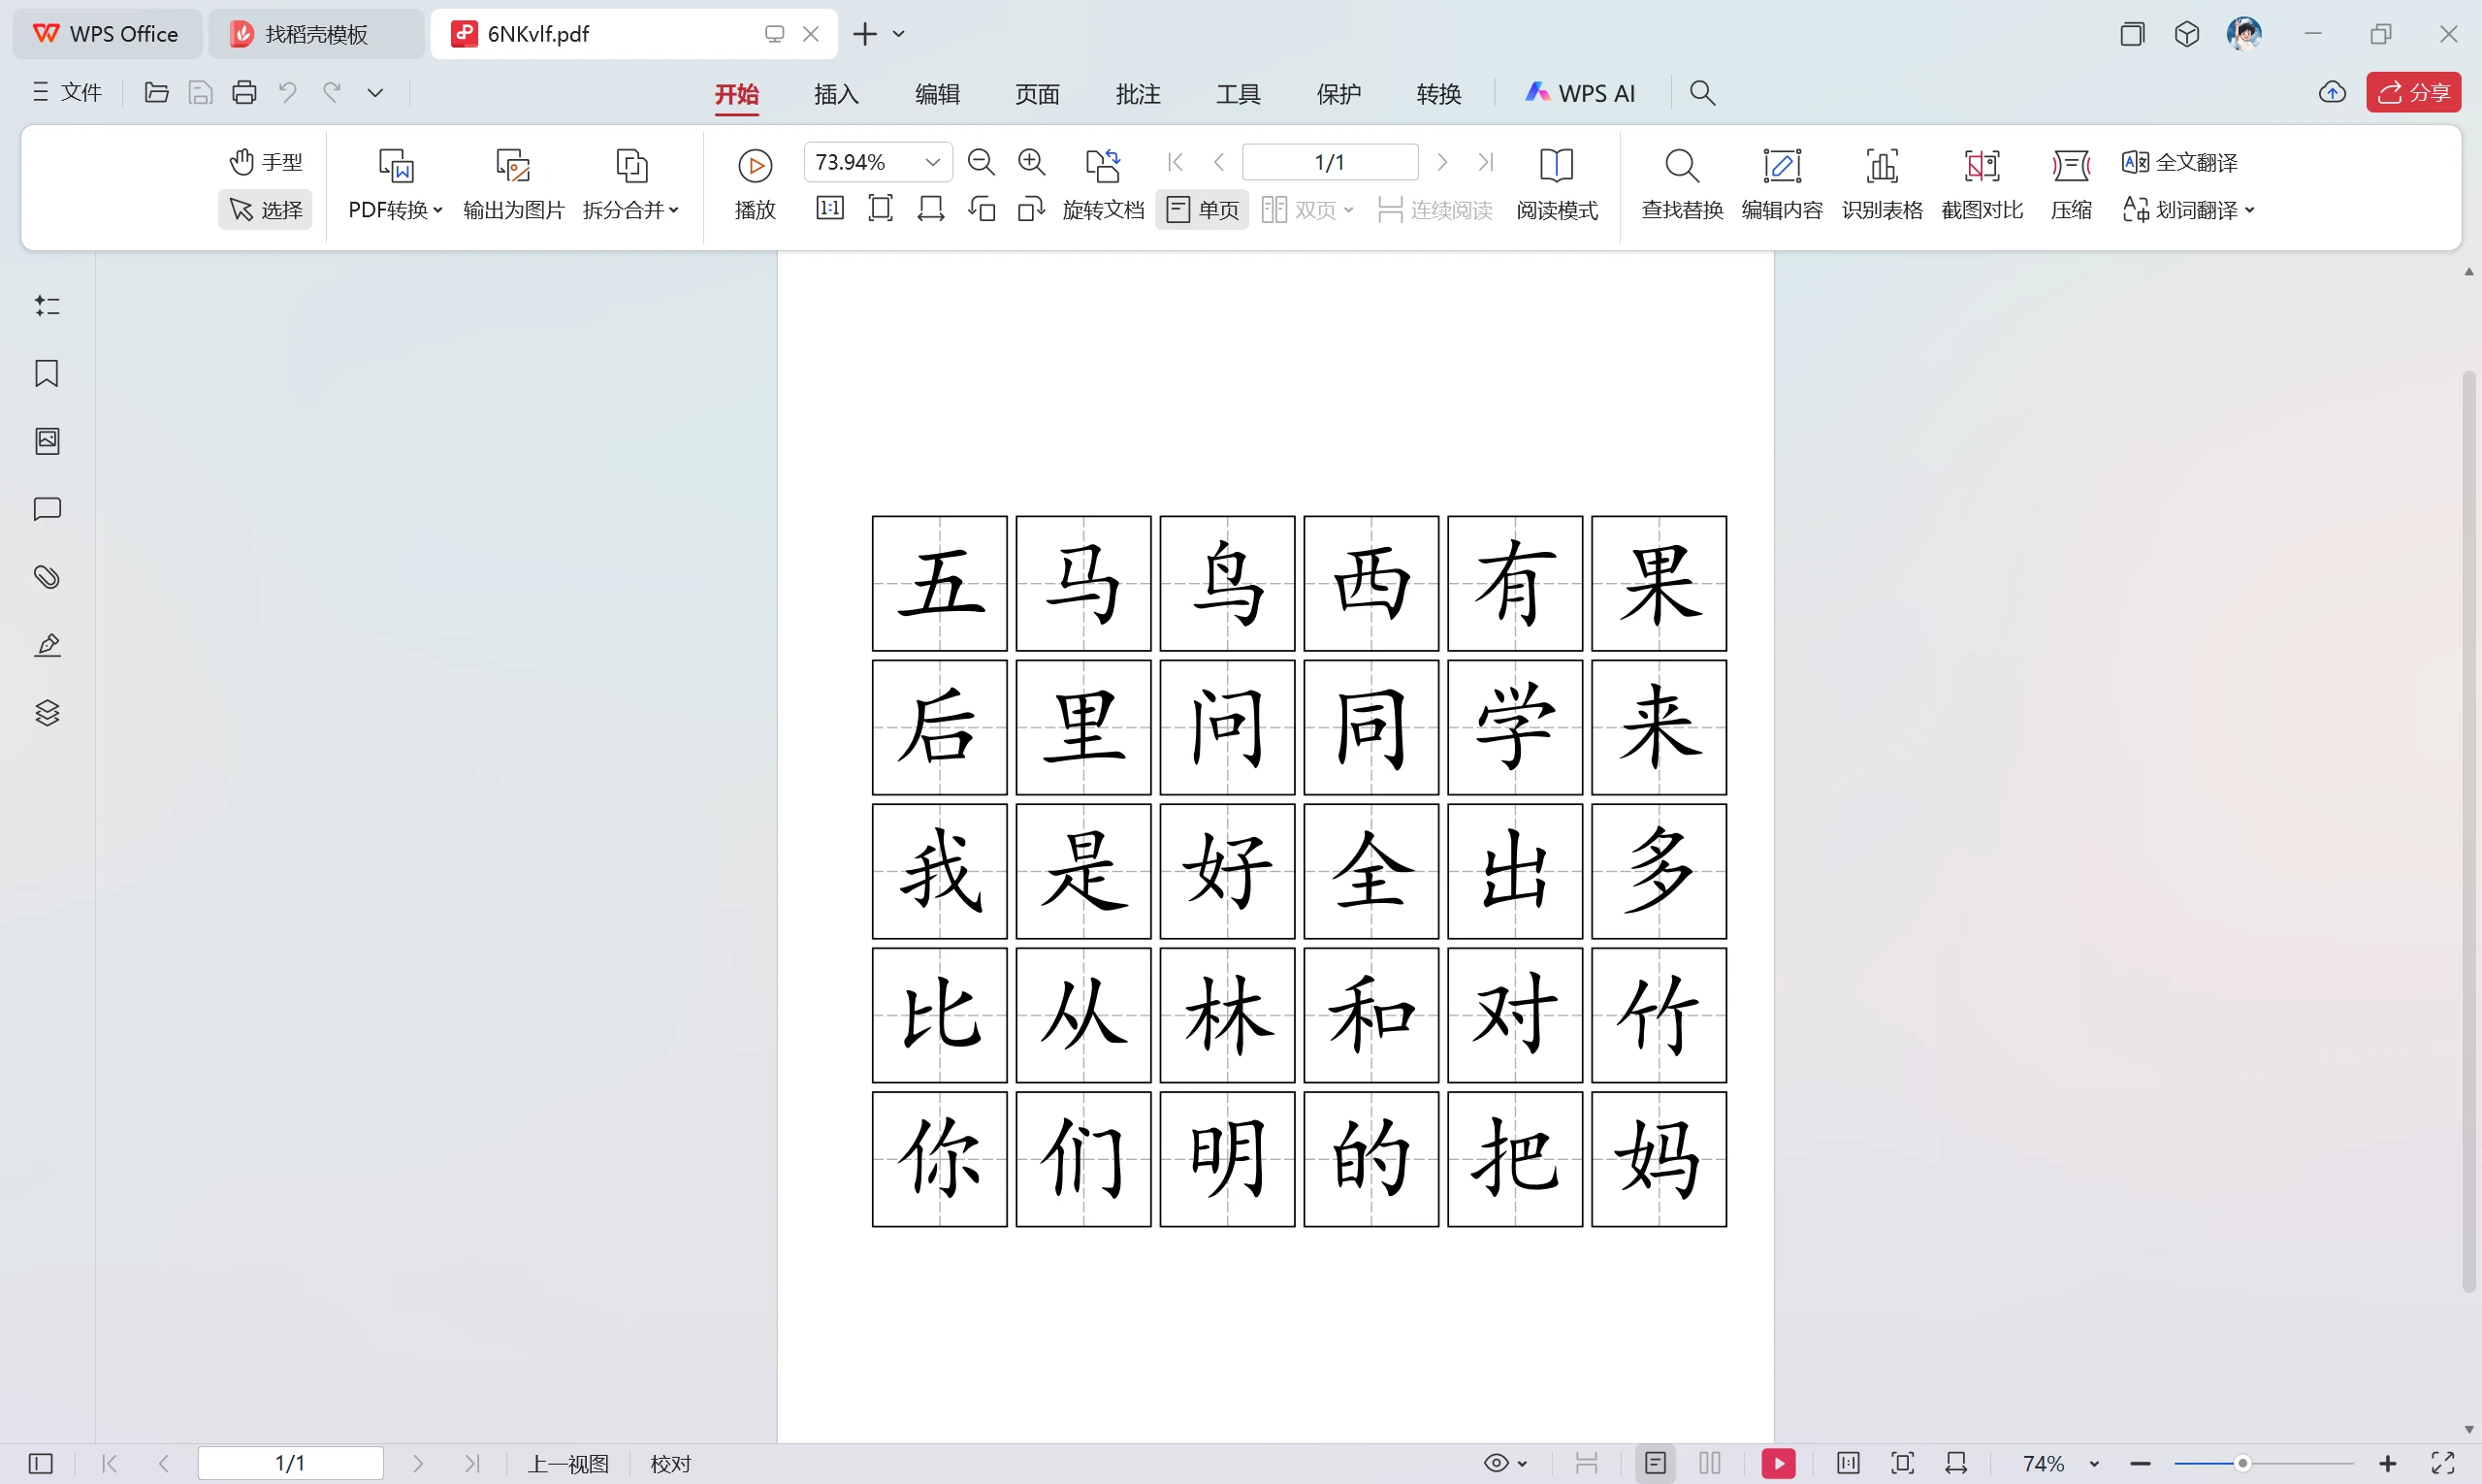 WPS Office 找稻壳模板 6NKvlf.pdf
文件 开始 插入 编辑 页面 批注 工具 保护 转换 WPS AI 分享
手型 73.94% 1/1 全文翻译
选择 PDF转换 输出为图片 拆分合并 播放 旋转文档 单页 双页 连续阅读 阅读模式 查找替换 编辑内容 识别表格 截图对比 压缩 划词翻译
五 马 鸟 西 有 果
后 里 问 同 学 来
我 是 好 全 出 多
比 从 林 和 对 竹
你 们 明 的 把 妈
1/1 上一视图 校对 74%